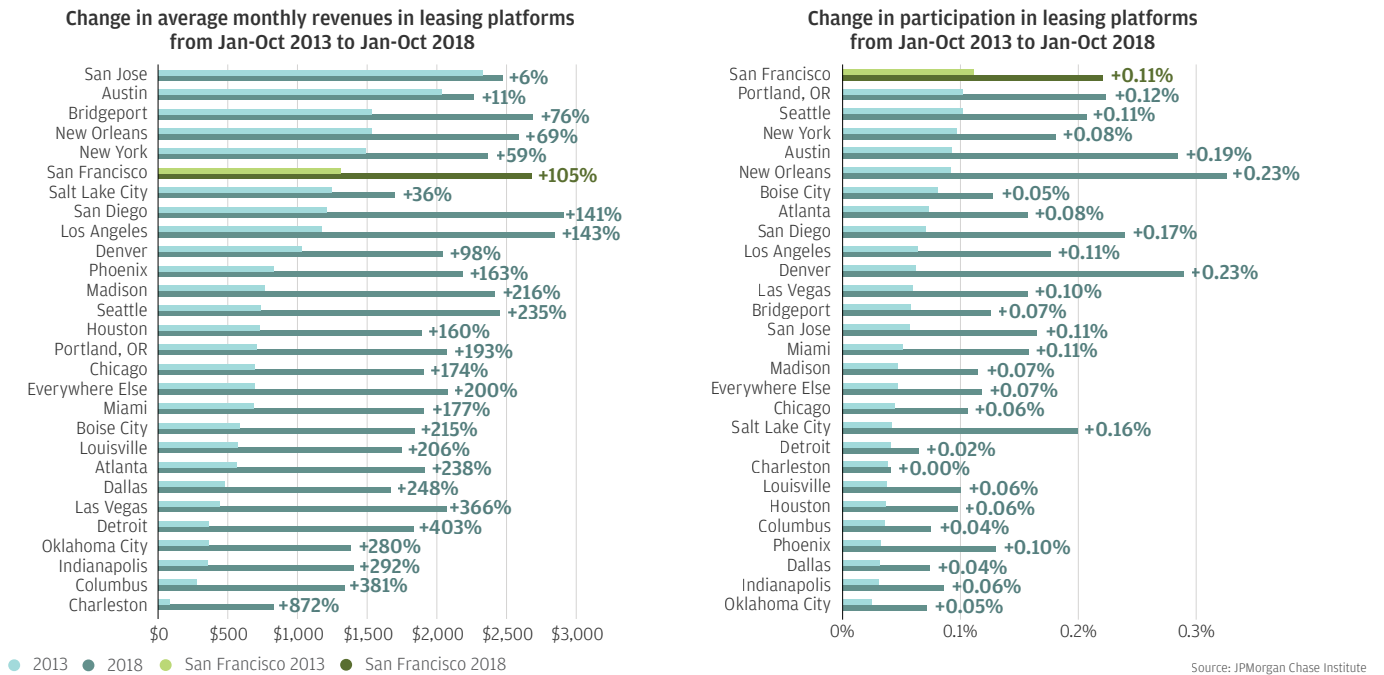 Change in average monthly revenues in leasing platforms
from Jan-Oct 2013 to Jan-Oct 2018
San Jose +6%
Austin +11%
Bridgeport +76%
New Orleans +69%
New York +59%
San Francisco +105%
Salt Lake City +36%
San Diego +141%
Los Angeles +143%
Denver +98%
Phoenix +163%
Madison +216%
Seattle +235%
Houston +160%
Portland, OR +193%
Chicago +174%
Everywhere Else +200%
Miami +177%
Boise City +215%
Louisville +206%
Atlanta +238%
Dallas +248%
Las Vegas +366%
Detroit +403%
Oklahoma City +280%
Indianapolis +292%
Columbus +381%
Charleston +872%
$0 $500 $1,000 $1,500 $2,000 $2,500 $3,000
2013 2018 San Francisco 2013 San Francisco 2018
Change in participation in leasing platforms
from Jan-Oct 2013 to Jan-Oct 2018
San Francisco +0.11%
Portland, OR +0.12%
Seattle +0.11%
New York +0.08%
Austin +0.19%
New Orleans +0.23%
Boise City +0.05%
Atlanta +0.08%
San Diego +0.17%
Los Angeles +0.11%
Denver +0.23%
Las Vegas +0.10%
Bridgeport +0.07%
San Jose +0.11%
Miami +0.11%
Madison +0.07%
Everywhere Else +0.07%
Chicago +0.06%
Salt Lake City +0.16%
Detroit +0.02%
Charleston +0.00%
Louisville +0.06%
Houston +0.06%
Columbus +0.04%
Phoenix +0.10%
Dallas +0.04%
Indianapolis +0.06%
Oklahoma City +0.05%
0% 0.1% 0.2% 0.3%
Source: JPMorgan Chase Institute